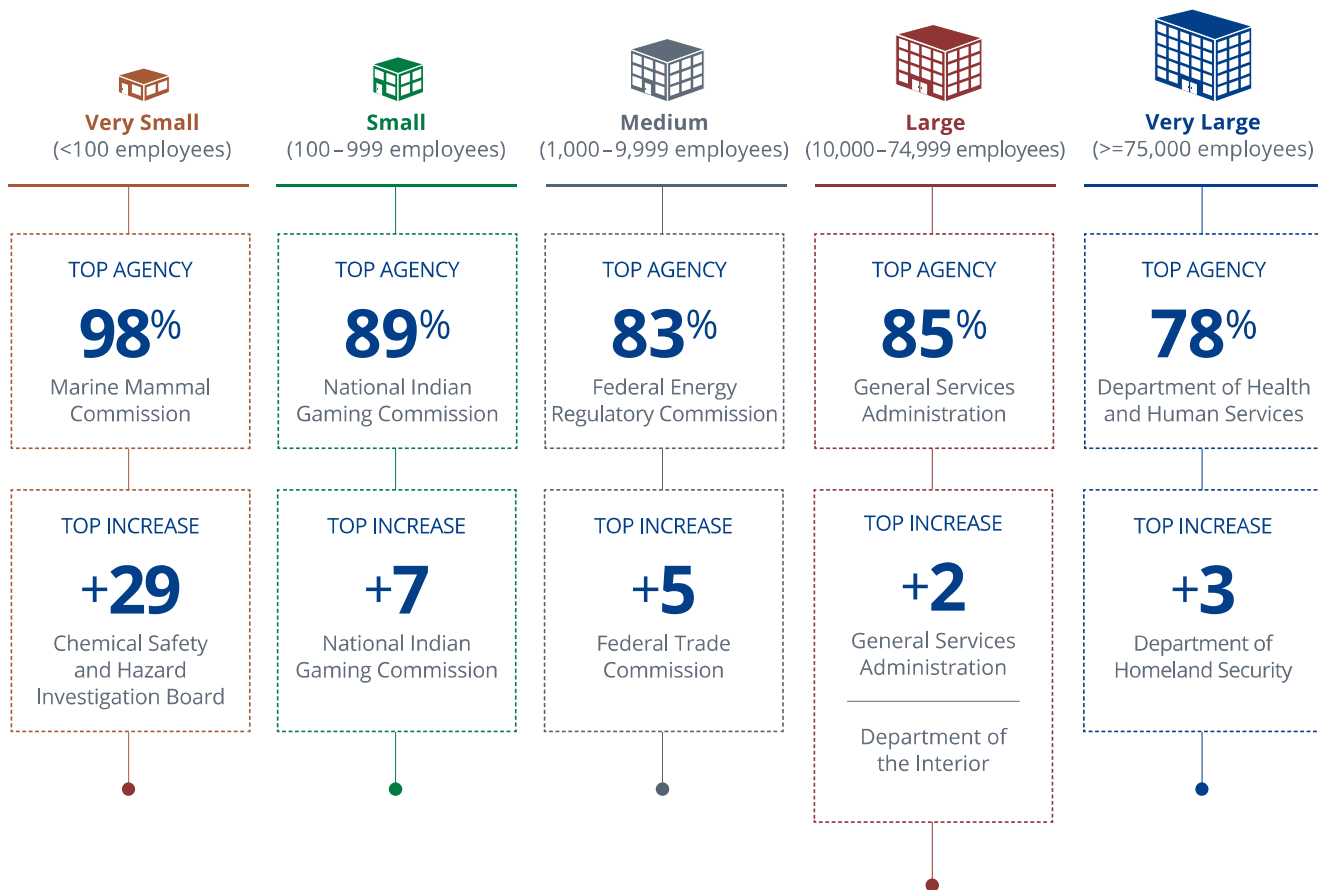 Very Small
(<100 employees)
TOP AGENCY
98%
Marine Mammal
Commission
TOP INCREASE
+29
Chemical Safety
and Hazard
Investigation Board
Small
(100–999 employees)
TOP AGENCY
89%
National Indian
Gaming Commission
TOP INCREASE
+7
National Indian
Gaming Commission
Medium
(1,000–9,999 employees)
TOP AGENCY
83%
Federal Energy
Regulatory Commission
TOP INCREASE
+5
Federal Trade
Commission
Large
(10,000–74,999 employees)
TOP AGENCY
85%
General Services
Administration
TOP INCREASE
+2
General Services
Administration
Department of
the Interior
Very Large
(>=75,000 employees)
TOP AGENCY
78%
Department of Health
and Human Services
TOP INCREASE
+3
Department of
Homeland Security